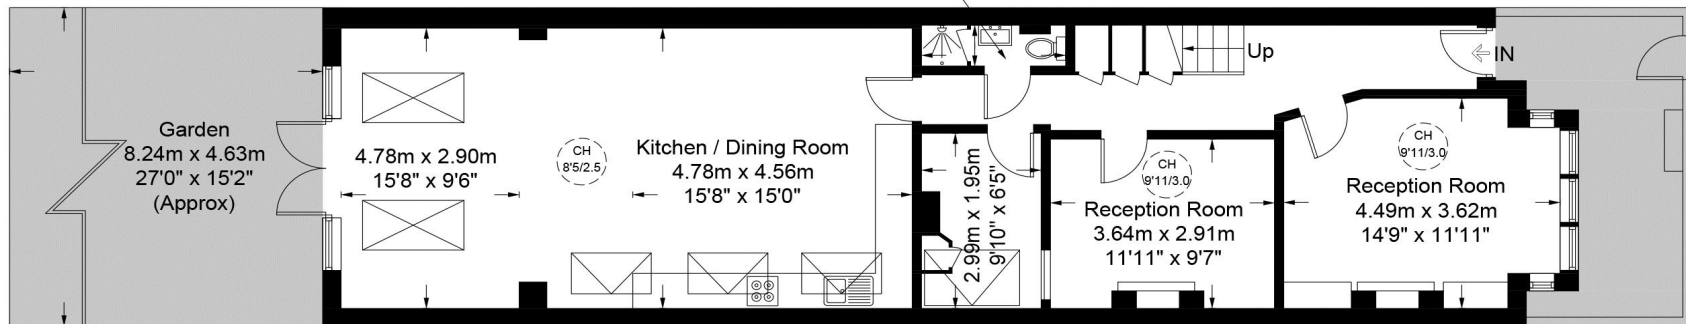 Garden
8.24m x 4.63m
27'0" x 15'2"
(Approx)
4.78m x 2.90m
15'8" x 9'6"
CH
8'5/2.5
Kitchen / Dining Room
4.78m x 4.56m
15'8" x 15'0"
2.99m x 1.95m
9'10" x 6'5"
CH
9'11/3.0
Reception Room
3.64m x 2.91m
11'11" x 9'7"
Up
IN
CH
9'11/3.0
Reception Room
4.49m x 3.62m
14'9" x 11'11"